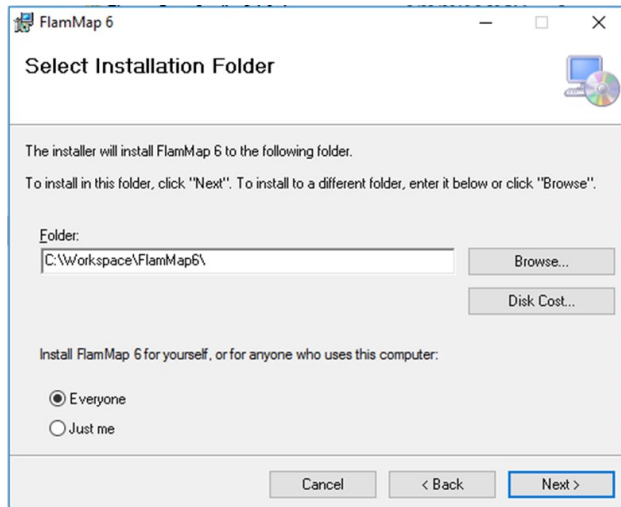 FlamMap 6
Select Installation Folder
The installer will install FlamMap 6 to the following folder.
To install in this folder, click "Next". To install to a different folder, enter it below or click "Browse".
Folder:
C:\Workspace\FlamMap6\
Browse...
Disk Cost...
Install FlamMap 6 for yourself, or for anyone who uses this computer:
Everyone
Just me
Cancel
< Back
Next >